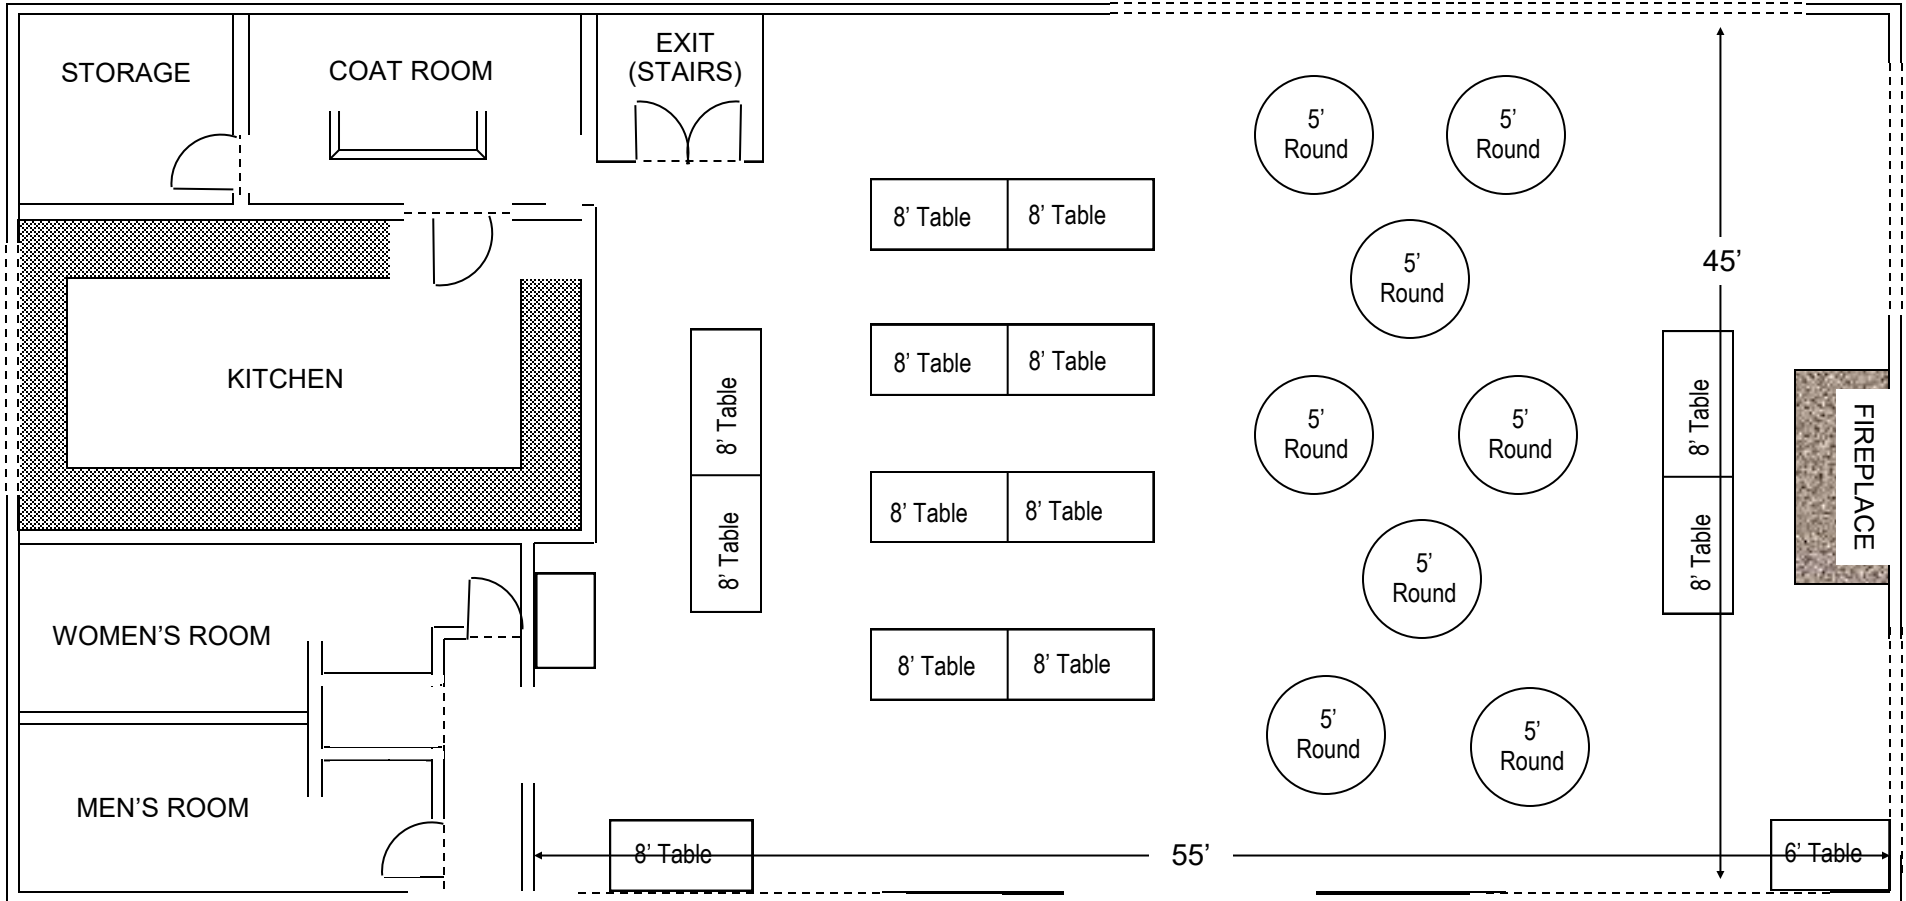 STORAGE
COAT ROOM
EXIT
(STAIRS)
5’
Round
5’
Round
8’ Table
8’ Table
5’
Round
45’
KITCHEN
8’ Table
8’ Table
8’ Table
5’
Round
5’
Round
8’ Table
FIREPLACE
8’ Table
8’ Table
8’ Table
8’ Table
5’
Round
WOMEN’S ROOM
8’ Table
8’ Table
5’
Round
5’
Round
MEN’S ROOM
8’ Table
55’
6’ Table